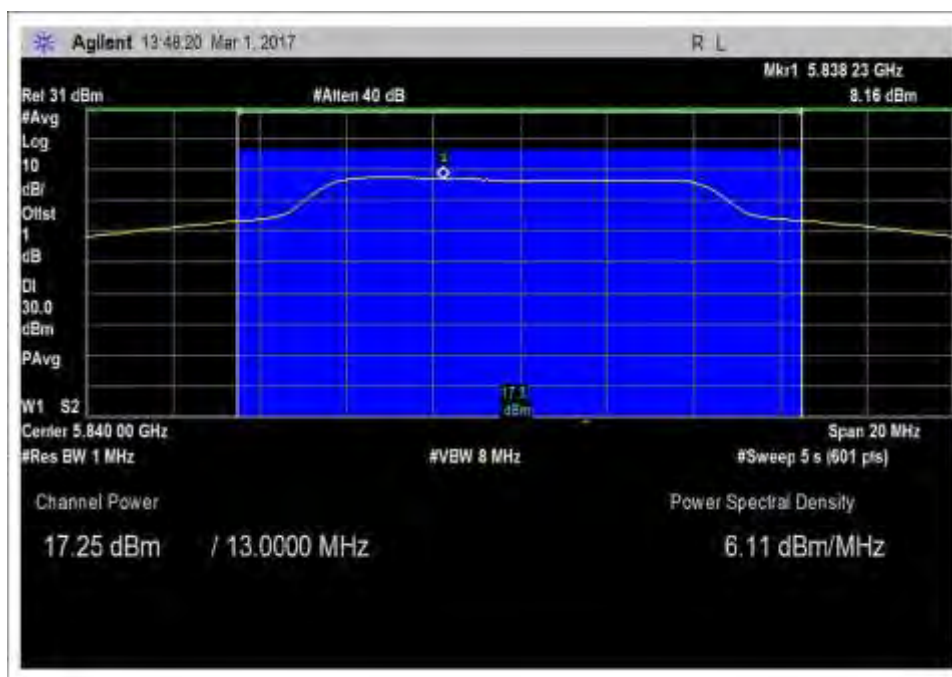 Agilent 13:48:20 Mar 1, 2017 R L
Mkr1 5.838 23 GHz
Ref 31 dBm #Atten 40 dB 8.16 dBm
#Avg
Log
10
dB/
Offst
1
dB
DI
30.0
dBm
PAvg
W1 S2
1
17.3
dBm
Center 5.840 00 GHz Span 20 MHz
#Res BW 1 MHz #VBW 8 MHz #Sweep 5 s (601 pts)
Channel Power Power Spectral Density
17.25 dBm / 13.0000 MHz 6.11 dBm/MHz